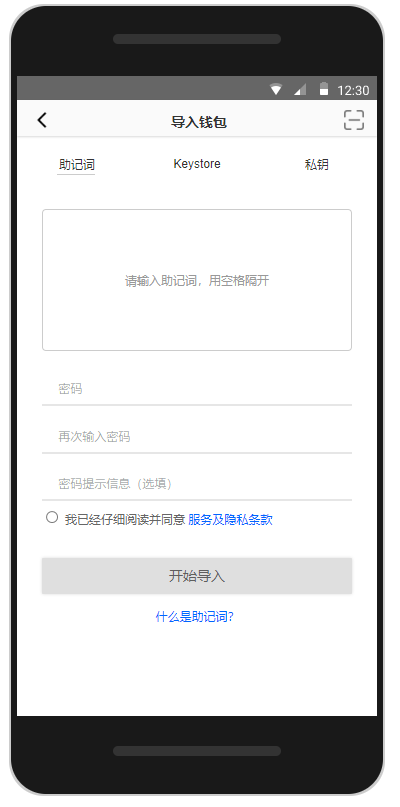 12:30
导入钱包
助记词 Keystore 私钥
请输入助记词，用空格隔开
密码
再次输入密码
密码提示信息（选填）
我已经仔细阅读并同意 服务及隐私条款
开始导入
什么是助记词?